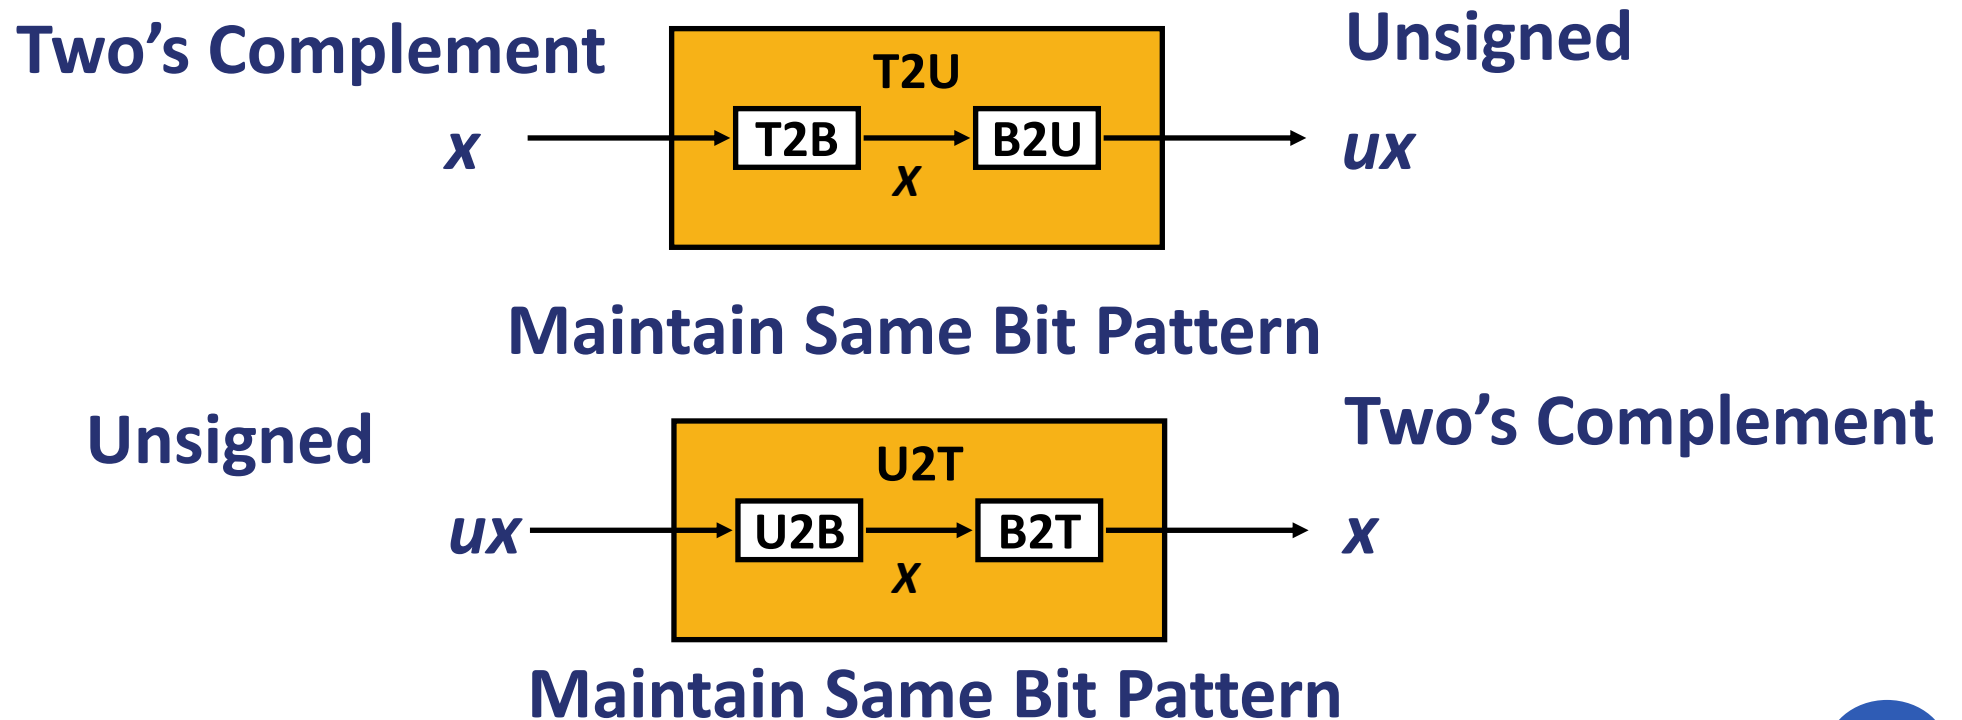 Two's Complement
T2U
Unsigned
x
T2B
B2U
ux
X
Maintain Same Bit Pattern
Unsigned
U2T
Two's Complement
ux
U2B
B2T
x
X
Maintain Same Bit Pattern